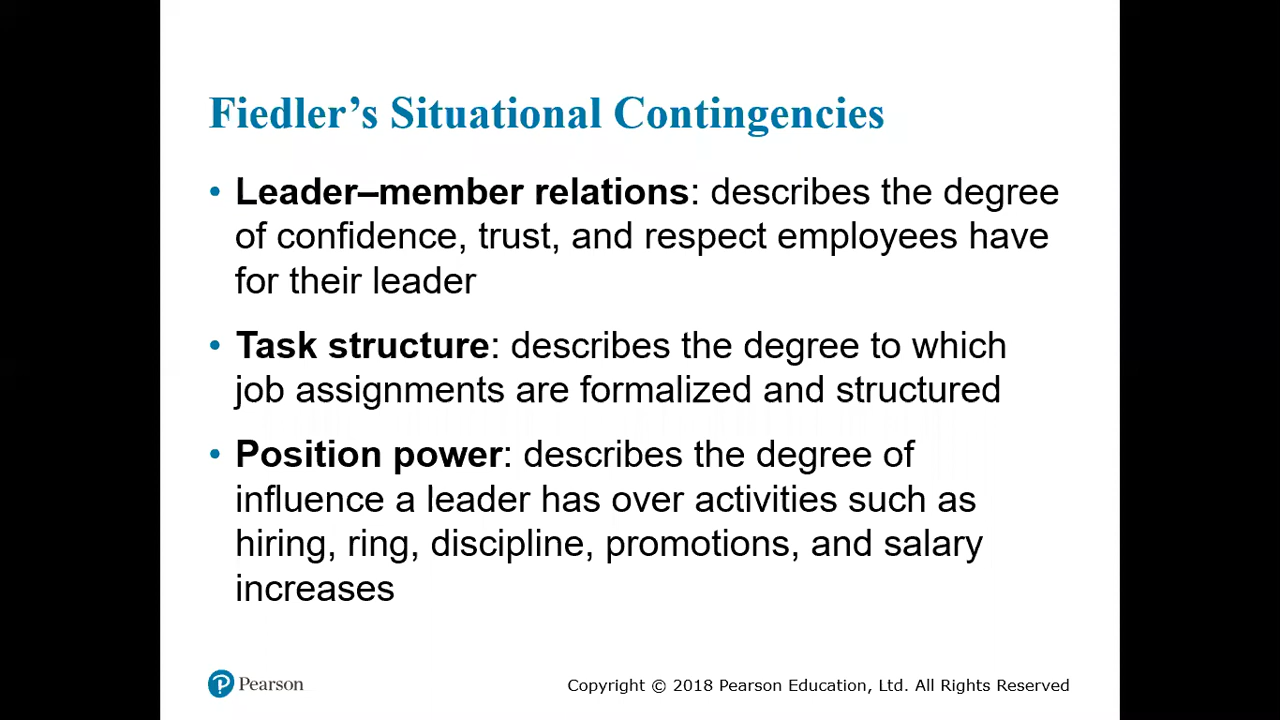 Fiedler’s Situational Contingencies
• Leader–member relations: describes the degree
of confidence, trust, and respect employees have
for their leader
• Task structure: describes the degree to which
job assignments are formalized and structured
• Position power: describes the degree of
influence a leader has over activities such as
hiring, ring, discipline, promotions, and salary
increases
P Pearson
Copyright © 2018 Pearson Education, Ltd. All Rights Reserved